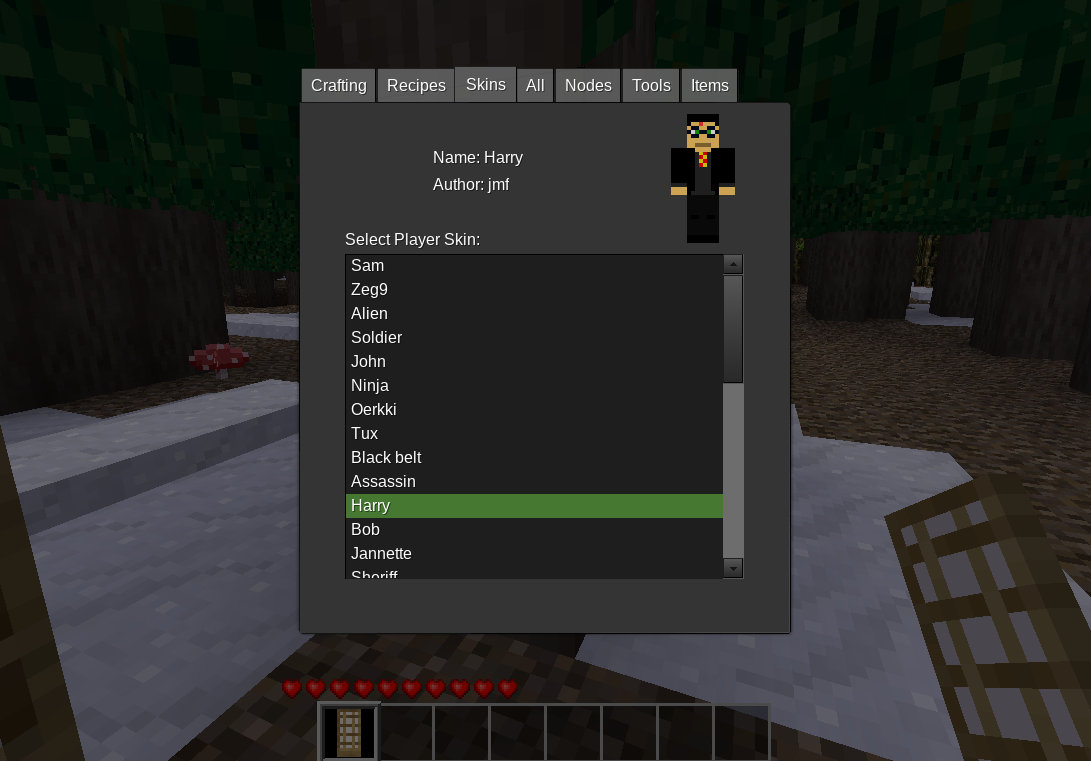 Crafting Recipes Skins All Nodes Tools Items
Name: Harry
Author: jmf
Select Player Skin:
Sam
Zeg9
Alien
Soldier
John
Ninja
Oerkki
Tux
Black belt
Assassin
Harry
Bob
Jannette
Sheriff